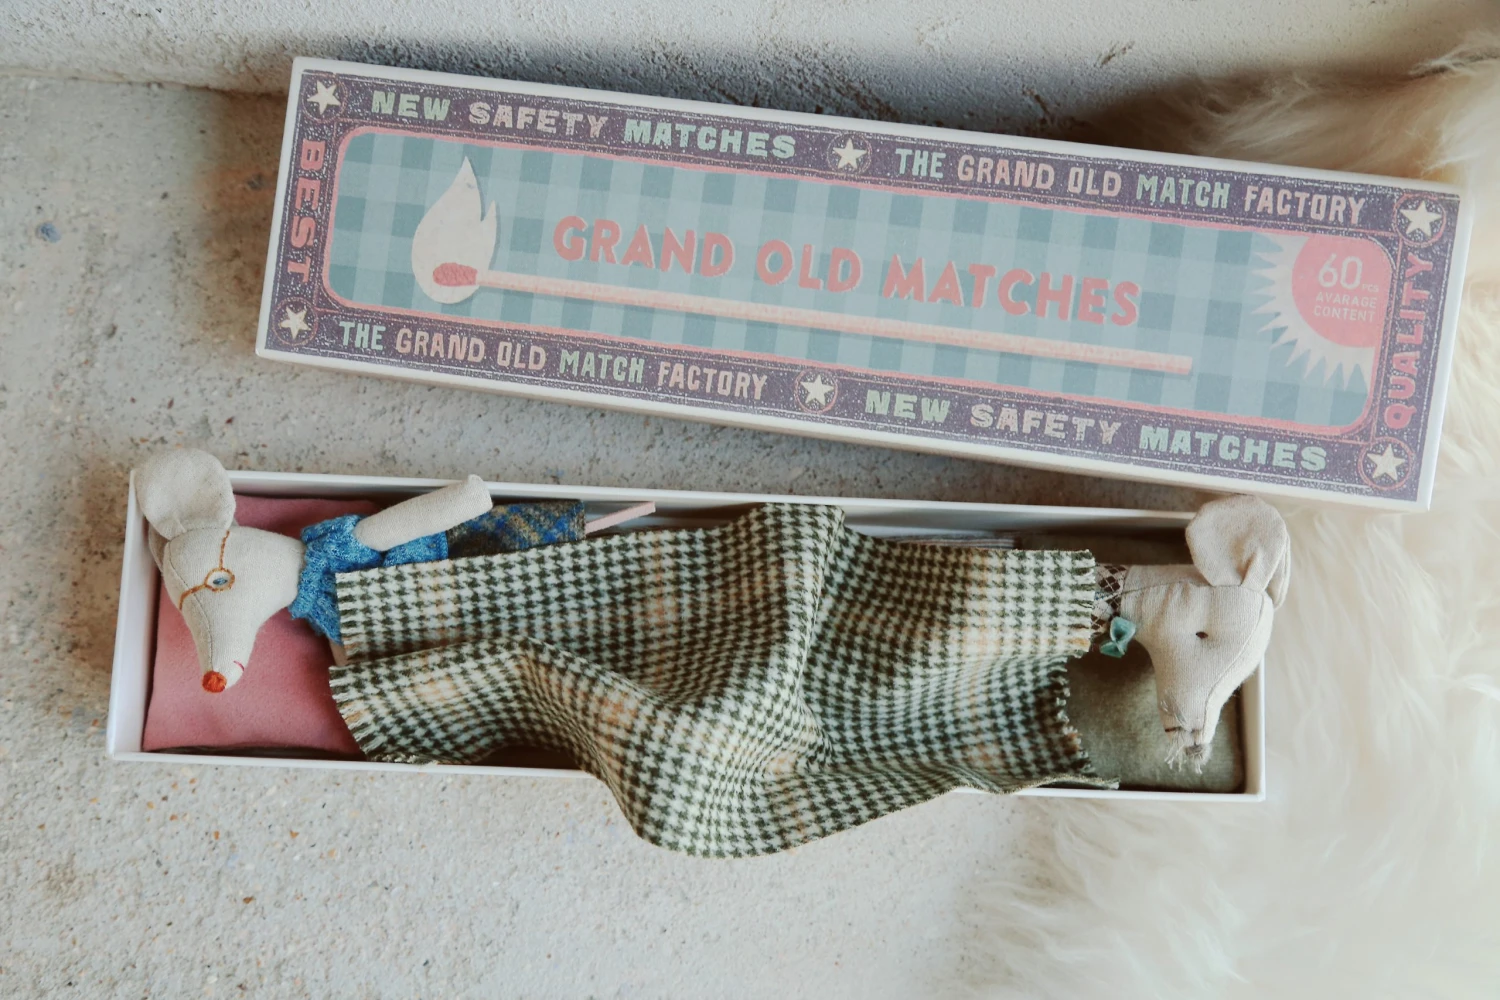 NEW SAFETY MATCHES
THE GRAND OLD MATCH FACTORY
BEST
GRAND OLD MATCHES
60 PCS
AVARAGE
CONTENT
QUALITY
THE GRAND OLD MATCH FACTORY
NEW SAFETY MATCHES